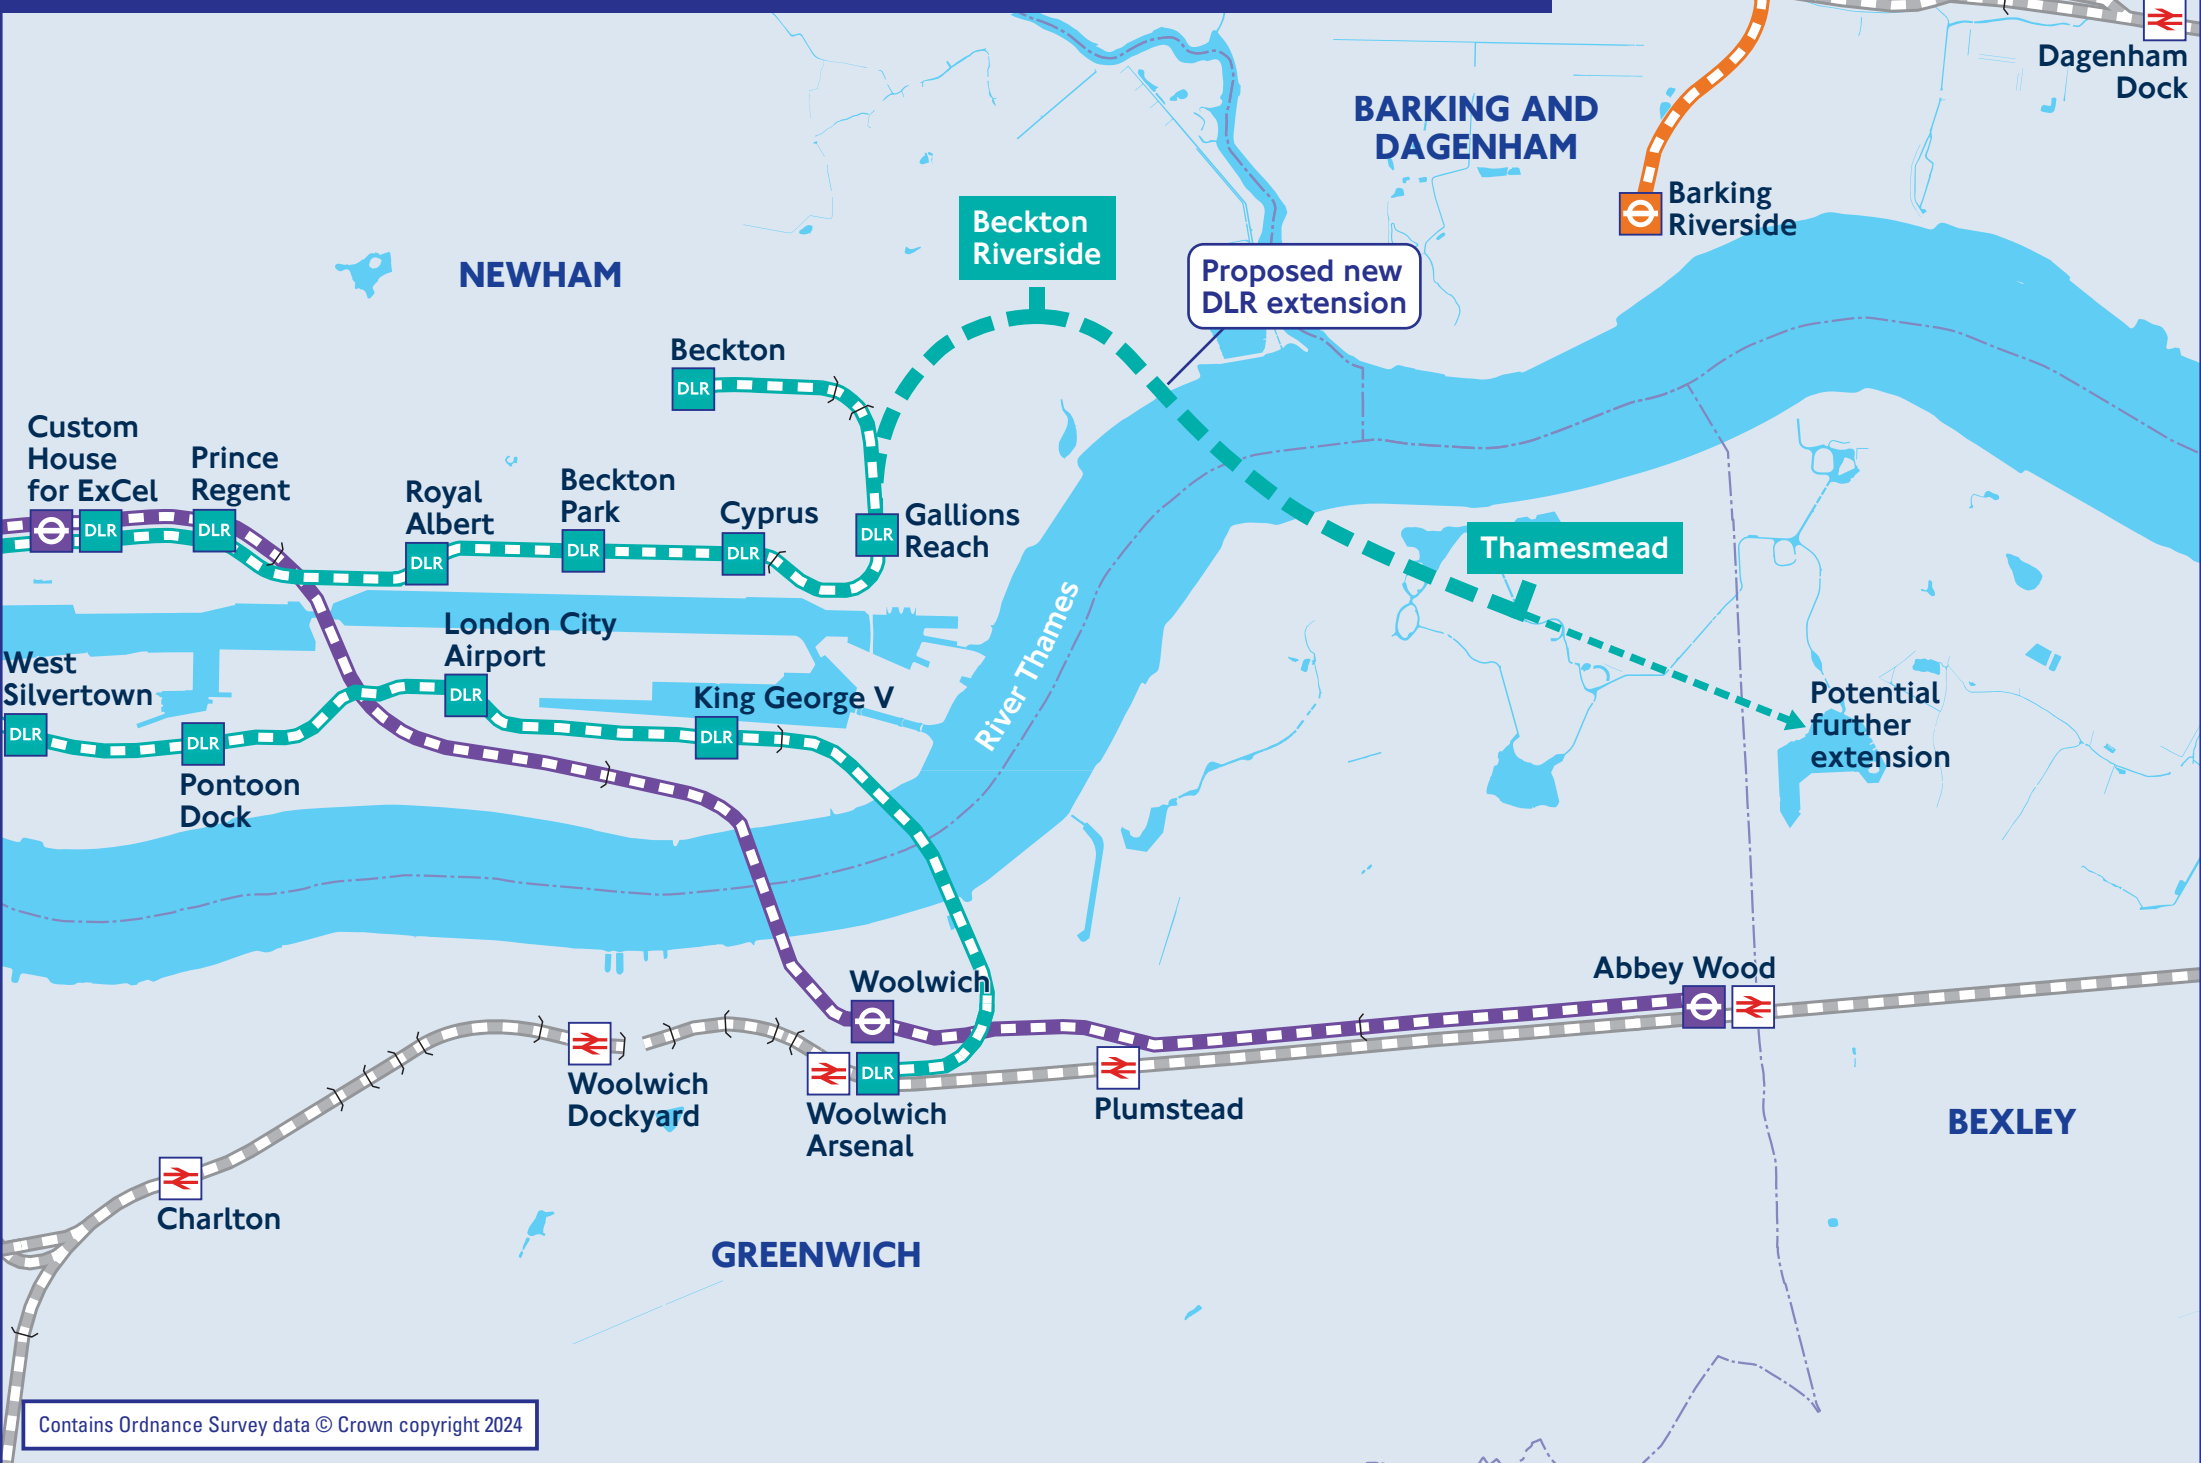 Dagenham
Dock
BARKING AND
DAGENHAM
Barking
Riverside
Beckton
Riverside
Proposed new
DLR extension
NEWHAM
Beckton
DLR
Custom
House
for ExCel
DLR
Prince
Regent
DLR
Royal
Albert
DLR
Beckton
Park
DLR
Cyprus
DLR
Gallions
Reach
DLR
Thamesmead
River Thames
London City
Airport
DLR
West
Silvertown
DLR
Pontoon
Dock
DLR
King George V
DLR
Potential
further
extension
Woolwich
Abbey Wood
Woolwich
Dockyard
DLR
Woolwich
Arsenal
Plumstead
BEXLEY
Charlton
GREENWICH
Contains Ordnance Survey data © Crown copyright 2024